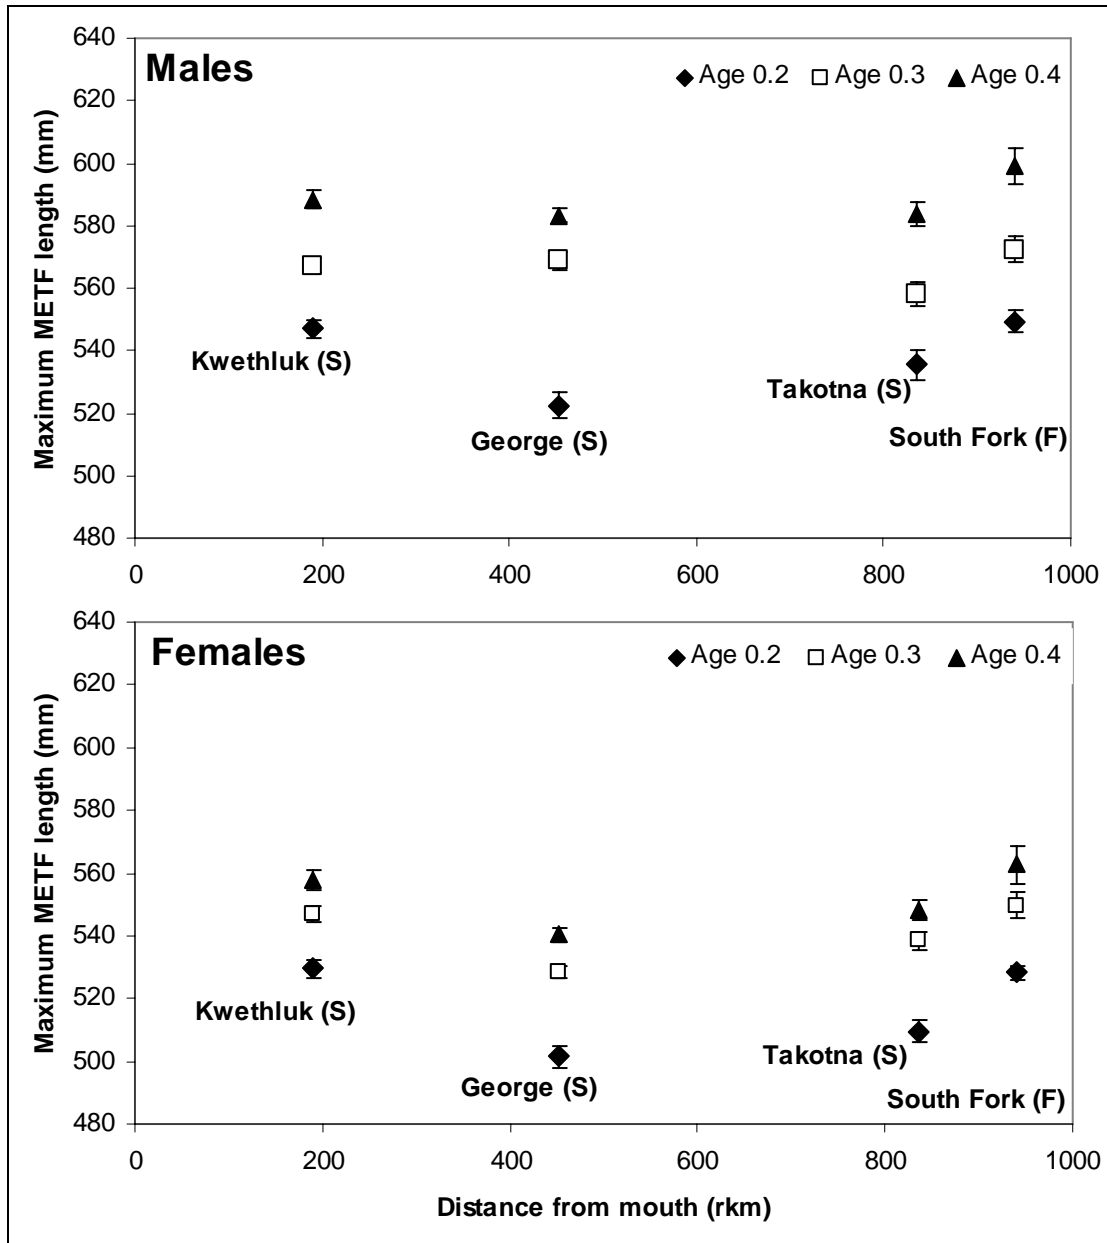 Males
Age 0.2 Age 0.3 Age 0.4
Maximum METF length (mm)
640
620
600
580
560
540
520
500
480
Kwethluk (S)
George (S)
Takotna (S)
South Fork (F)
0 200 400 600 800 1000
Females
Age 0.2 Age 0.3 Age 0.4
Maximum METF length (mm)
640
620
600
580
560
540
520
500
480
Kwethluk (S)
George (S)
Takotna (S)
South Fork (F)
0 200 400 600 800 1000
Distance from mouth (rkm)